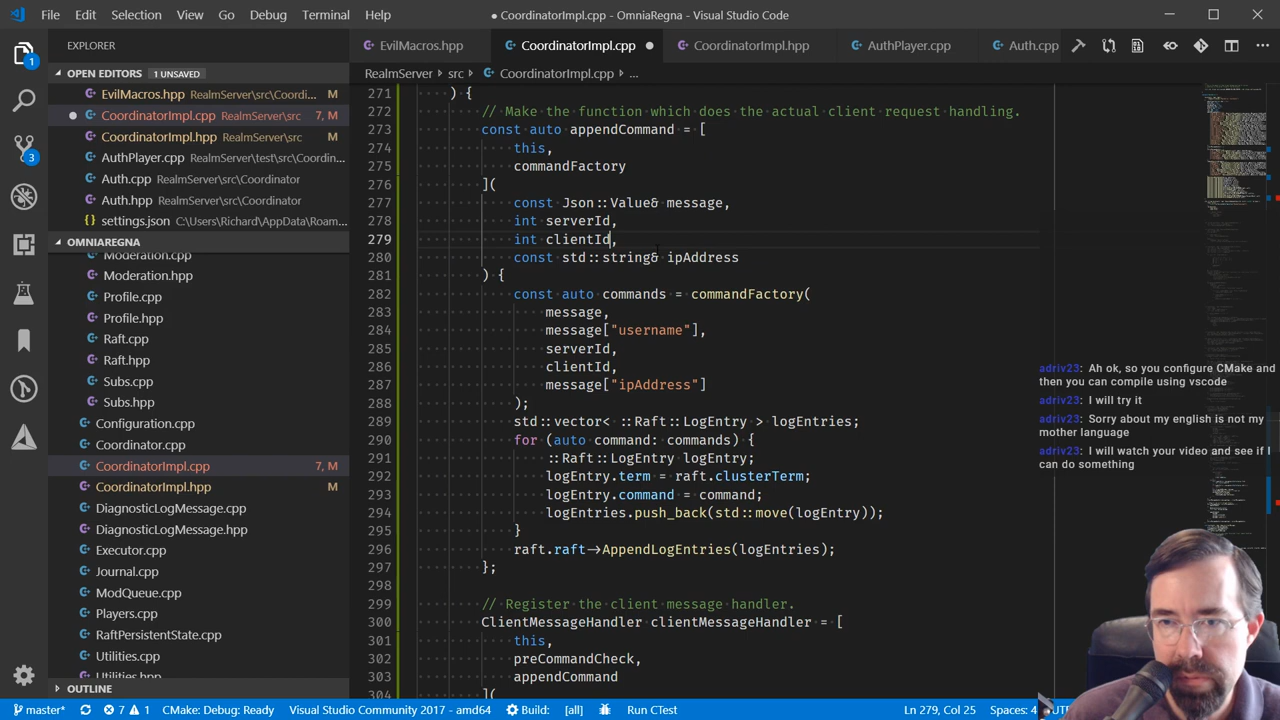 File Edit Selection View Go Debug Terminal Help
● CoordinatorImpl.cpp - OmniaRegna - Visual Studio Code
EXPLORER
EvilMacros.hpp
CoordinatorImpl.cpp
CoordinatorImpl.hpp
AuthPlayer.cpp
Auth.cpp
RealmServer > src > CoordinatorImpl.cpp > ...
OPEN EDITORS 1 UNSAVED
EvilMacros.hpp RealmServer\src\Coordi... M
● CoordinatorImpl.cpp RealmServer\src 7, M
CoordinatorImpl.hpp RealmServer\src M
AuthPlayer.cpp RealmServer\test\src\Coordin...
Auth.cpp RealmServer\src\Coordinator
Auth.hpp RealmServer\src\Coordinator
{} settings.json C:\Users\Richard\AppData\Roam...
OMNIAREGNA
Moderation.cpp
Moderation.hpp
Profile.cpp
Profile.hpp
Raft.cpp
Raft.hpp
Subs.cpp
Subs.hpp
Configuration.cpp
Coordinator.cpp
CoordinatorImpl.cpp 7, M
CoordinatorImpl.hpp M
DiagnosticLogMessage.cpp
DiagnosticLogMessage.hpp
Executor.cpp
Journal.cpp
ModQueue.cpp
Players.cpp
RaftPersistentState.cpp
Utilities.cpp
Utilities.hpp
OUTLINE
1
3
271 ) {
272 // Make the function which does the actual client request handling.
273 const auto appendCommand = [
274 this,
275 commandFactory
276 ](
277 const Json::Value& message,
278 int serverId,
279 int clientId,
280 const std::string& ipAddress
281 ) {
282 const auto commands = commandFactory(
283 message,
284 message["username"],
285 serverId,
286 clientId,
287 message["ipAddress"]
288 );
289 std::vector< ::Raft::LogEntry > logEntries;
290 for (auto command: commands) {
291 ::Raft::LogEntry logEntry;
292 logEntry.term = raft.clusterTerm;
293 logEntry.command = command;
294 logEntries.push_back(std::move(logEntry));
295 }
296 raft.raft->AppendLogEntries(logEntries);
297 };
298
299 // Register the client message handler.
300 ClientMessageHandler clientMessageHandler = [
301 this,
302 preCommandCheck,
303 appendCommand
304 ](
adriv23: Ah ok, so you configure CMake and
then you can compile using vscode
adriv23: I will try it
adriv23: Sorry about my english is not my
mother language
adriv23: I will watch your video and see if I
can do something
master* 7 1 CMake: Debug: Ready Visual Studio Community 2017 - amd64 Build: [all] Run CTest Ln 279, Col 25 Spaces: 4